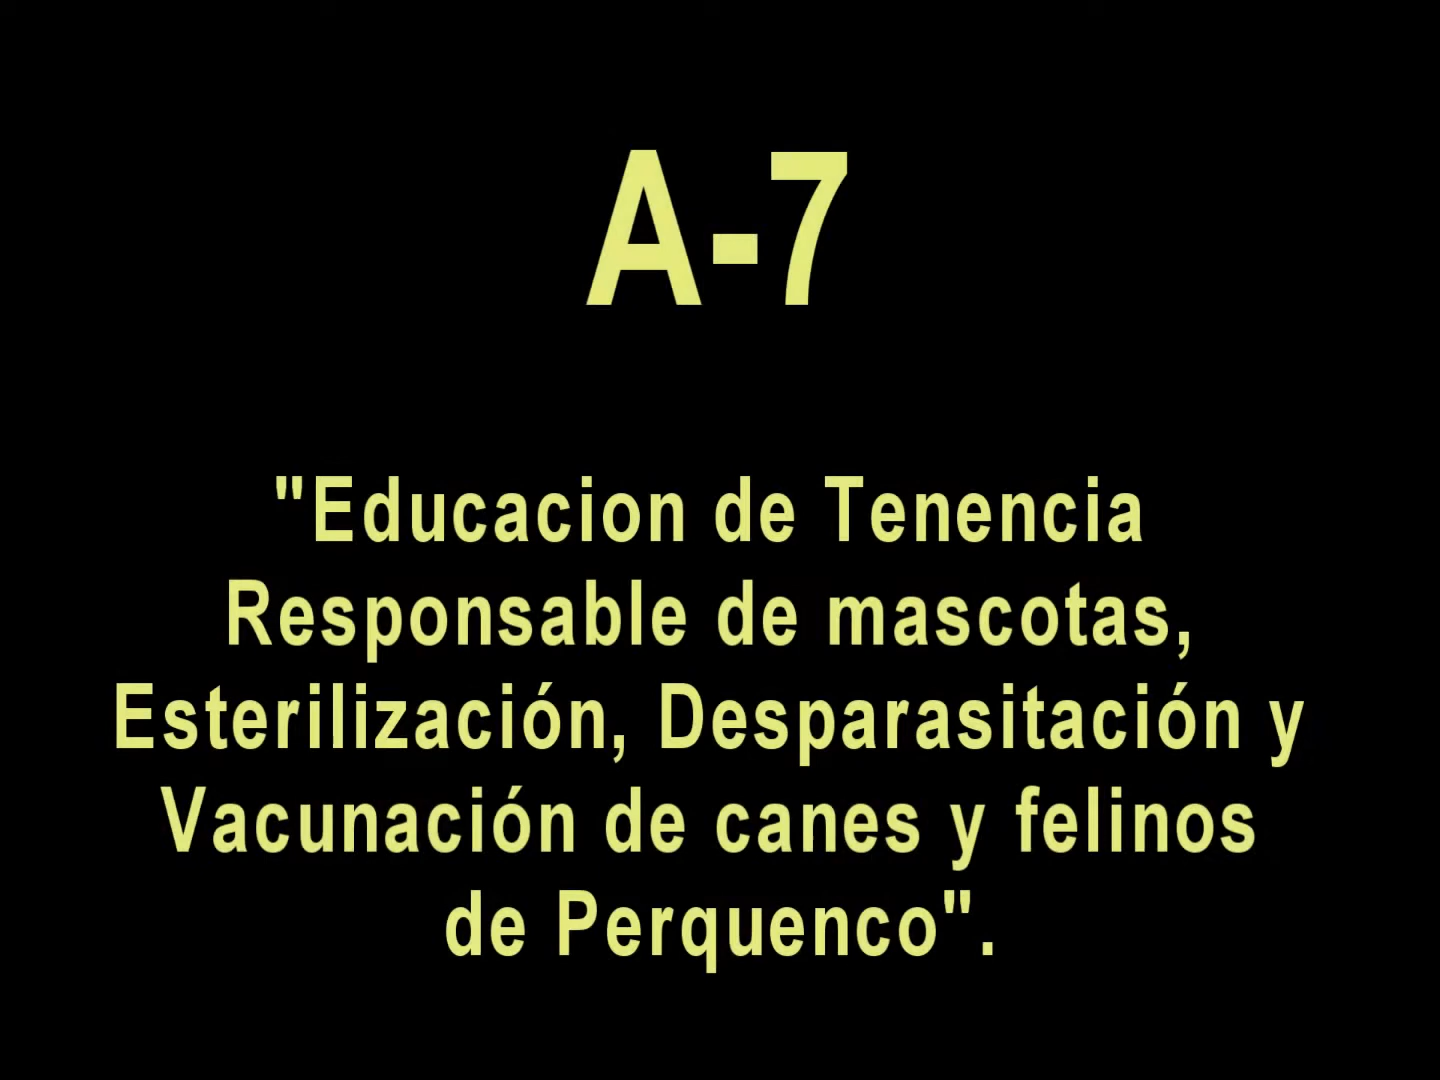 A-7
"Educacion de Tenencia
Responsable de mascotas,
Esterilización, Desparasitación y
Vacunación de canes y felinos
de Perquenco".